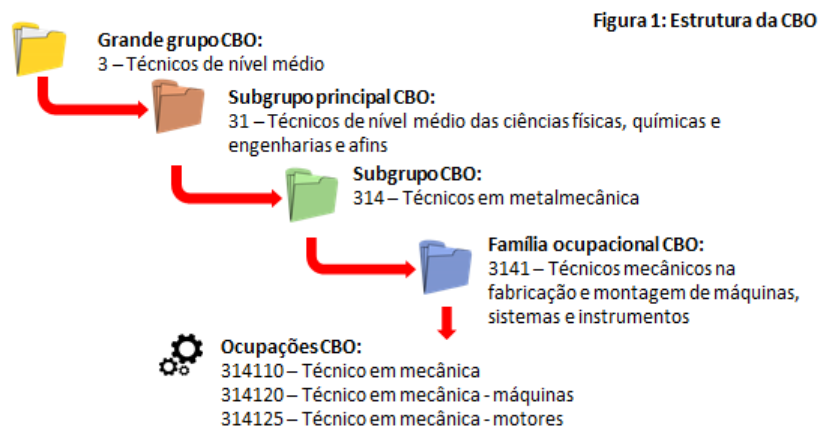 Figura 1: Estrutura da CBO
Grande grupo CBO:
3 – Técnicos de nível médio
Subgrupo principal CBO:
31 – Técnicos de nível médio das ciências físicas, químicas e
engenharias e afins
Subgrupo CBO:
314 – Técnicos em metalmecânica
Família ocupacional CBO:
3141 – Técnicos mecânicos na
fabricação e montagem de máquinas,
sistemas e instrumentos
Ocupações CBO:
314110 – Técnico em mecânica
314120 – Técnico em mecânica - máquinas
314125 – Técnico em mecânica - motores